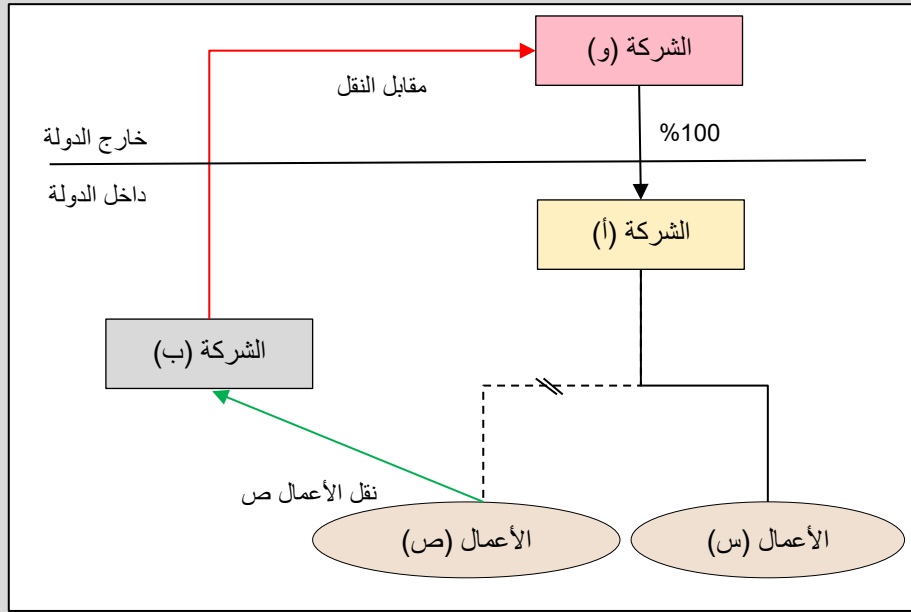 الشركة (و)
مقابل النقل
%100
خارج الدولة
داخل الدولة
الشركة (أ)
الشركة (ب)
نقل الأعمال ص
الأعمال (س)
الأعمال (ص)